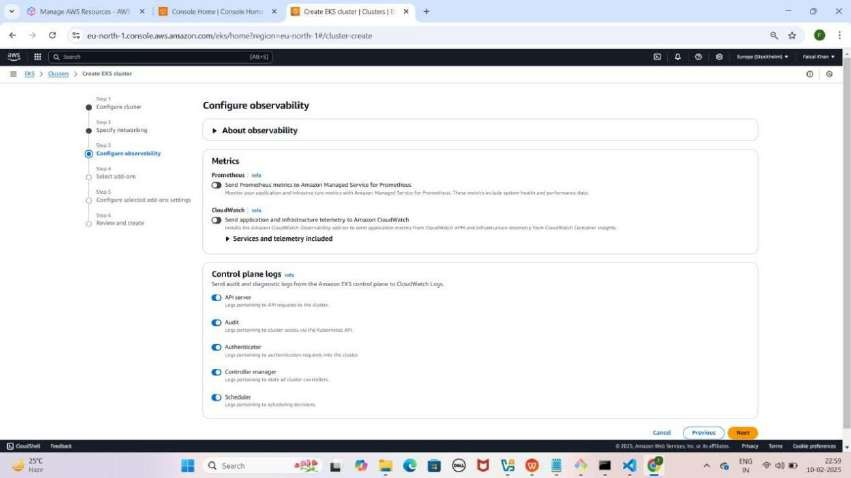 Manage AWS Resources - AWS
Console Home | Console Home
Create EKS cluster | Clusters | E
eu-north-1.console.aws.amazon.com/eks/home?region=eu-north-1#/cluster-create
aws
Search
[Alt+S]
Europe (Stockholm)
Faisal Khan
EKS > Clusters > Create EKS cluster
Step 1
Configure cluster
Step 2
Specify networking
Step 3
Configure observability
Step 4
Select add-ons
Step 5
Configure selected add-ons settings
Step 6
Review and create
Configure observability
About observability
Metrics
Prometheus | Info
Send Prometheus metrics to Amazon Managed Service for Prometheus
Monitor your application and infrastructure metrics with Amazon Managed Service for Prometheus. These metrics include system health and performance data.
CloudWatch | Info
Send application and infrastructure telemetry to Amazon CloudWatch
Installs the Amazon CloudWatch Observability add-on to send application metrics from CloudWatch APM and infrastructure telemetry from CloudWatch Container Insights.
Services and telemetry included
Control plane logs Info
Send audit and diagnostic logs from the Amazon EKS control plane to CloudWatch Logs.
API server
Logs pertaining to API requests to the cluster.
Audit
Logs pertaining to cluster access via the Kubernetes API.
Authenticator
Logs pertaining to authentication requests into the cluster.
Controller manager
Logs pertaining to state of cluster controllers.
Scheduler
Logs pertaining to scheduling decisions.
Cancel
Previous
Next
CloudShell
Feedback
© 2025, Amazon Web Services, Inc. or its affiliates.
Privacy
Terms
Cookie preferences
25°C
Haze
Search
DELL
ENG
IN
22:59
10-02-2025